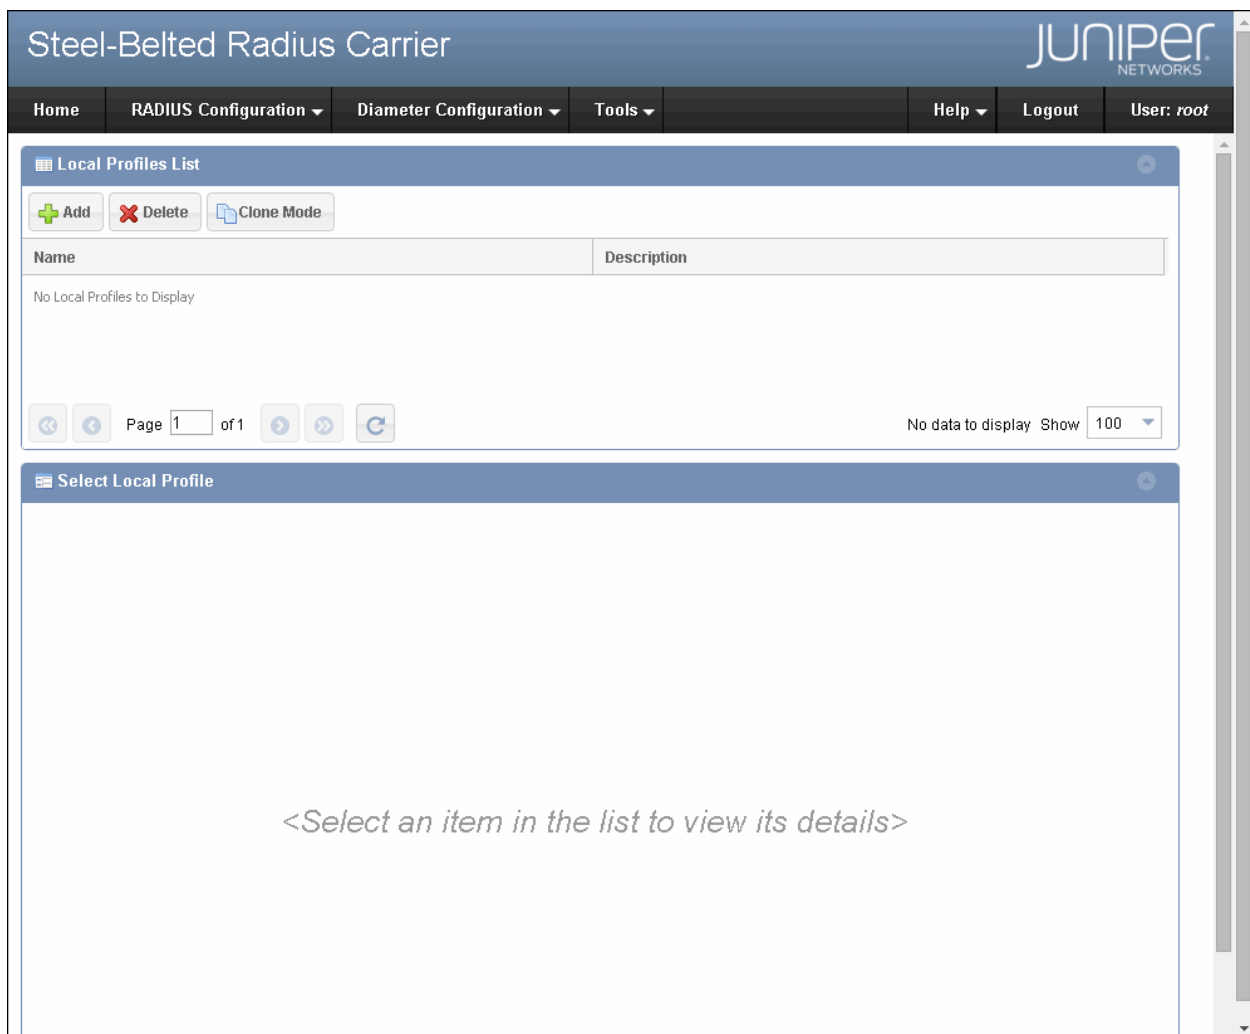 Steel-Belted Radius Carrier
JUNIPER
NETWORKS
Home RADIUS Configuration Diameter Configuration Tools Help Logout User: root
Local Profiles List
Add Delete Clone Mode
Name Description
No Local Profiles to Display
Page 1 of 1 No data to display Show 100
Select Local Profile
<Select an item in the list to view its details>